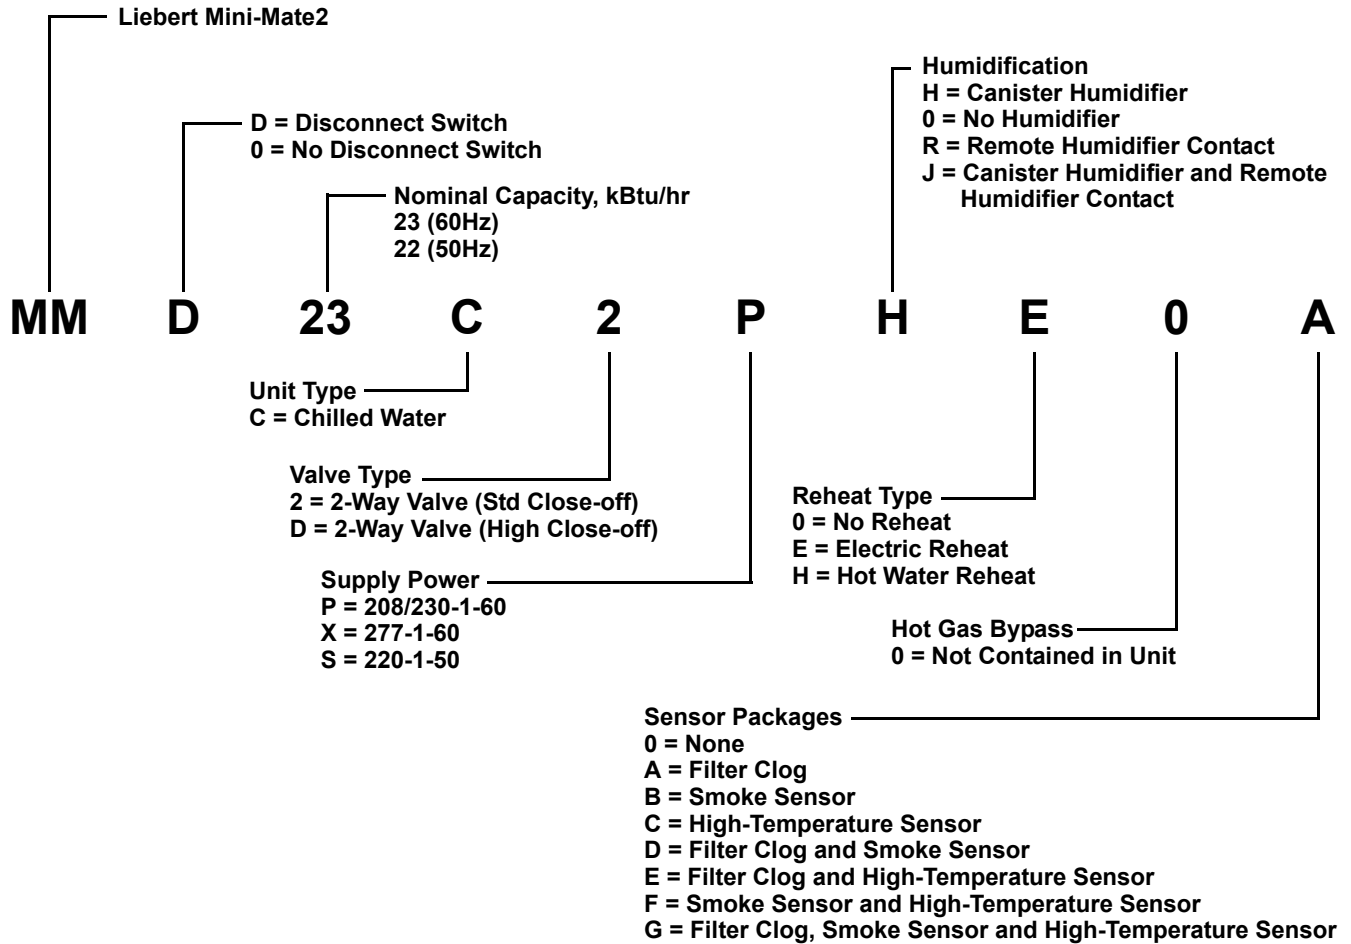 Liebert Mini-Mate2
Humidification
H = Canister Humidifier
0 = No Humidifier
R = Remote Humidifier Contact
J = Canister Humidifier and Remote
Humidifier Contact
D = Disconnect Switch
0 = No Disconnect Switch
Nominal Capacity, kBtu/hr
23 (60Hz)
22 (50Hz)
MM D 23 C 2 P H E 0 A
Unit Type
C = Chilled Water
Valve Type
2 = 2-Way Valve (Std Close-off)
D = 2-Way Valve (High Close-off)
Supply Power
P = 208/230-1-60
X = 277-1-60
S = 220-1-50
Reheat Type
0 = No Reheat
E = Electric Reheat
H = Hot Water Reheat
Hot Gas Bypass
0 = Not Contained in Unit
Sensor Packages
0 = None
A = Filter Clog
B = Smoke Sensor
C = High-Temperature Sensor
D = Filter Clog and Smoke Sensor
E = Filter Clog and High-Temperature Sensor
F = Smoke Sensor and High-Temperature Sensor
G = Filter Clog, Smoke Sensor and High-Temperature Sensor